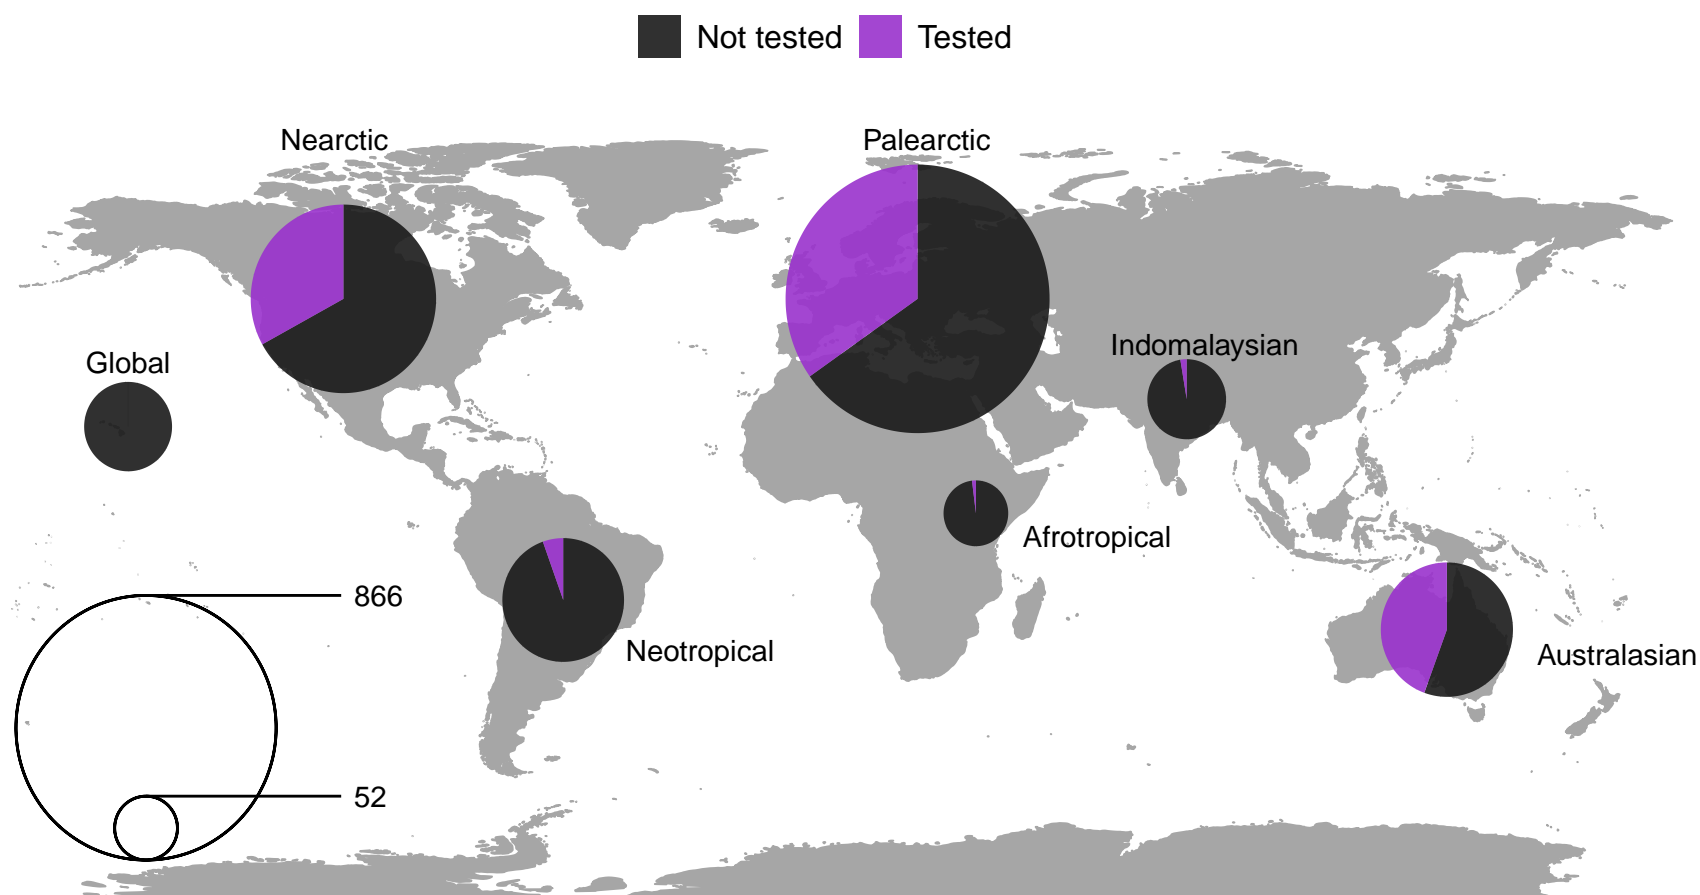 Not tested
Tested
Nearctic
Palearctic
Indomalaysian
Global
Afrotropical
866
Neotropical
Australasian
52